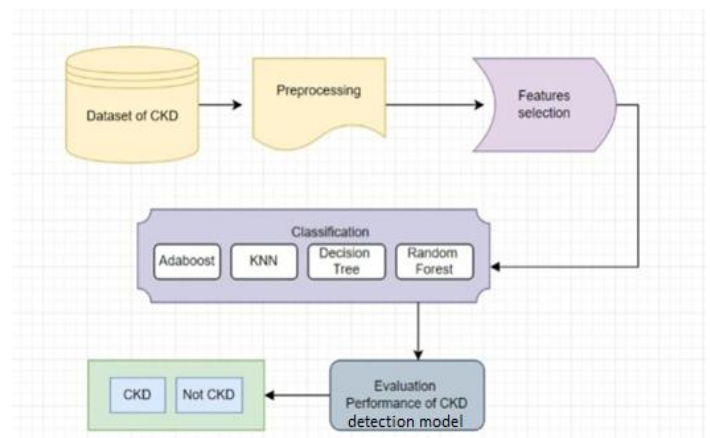 Dataset of CKD
Preprocessing
Features
selection
Classification
Adaboost
KNN
Decision
Tree
Random
Forest
Evaluation
Performance of CKD
detection model
CKD
Not CKD